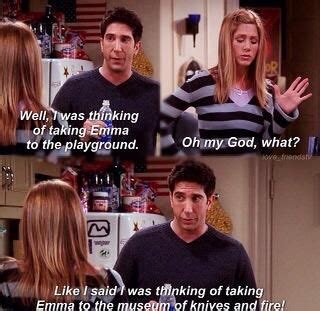 Well, I was thinking
of taking Emma
to the playground.
Oh my God, what?
love_friendstv
Like I said I was thinking of taking
Emma to the museum of knives and fire!